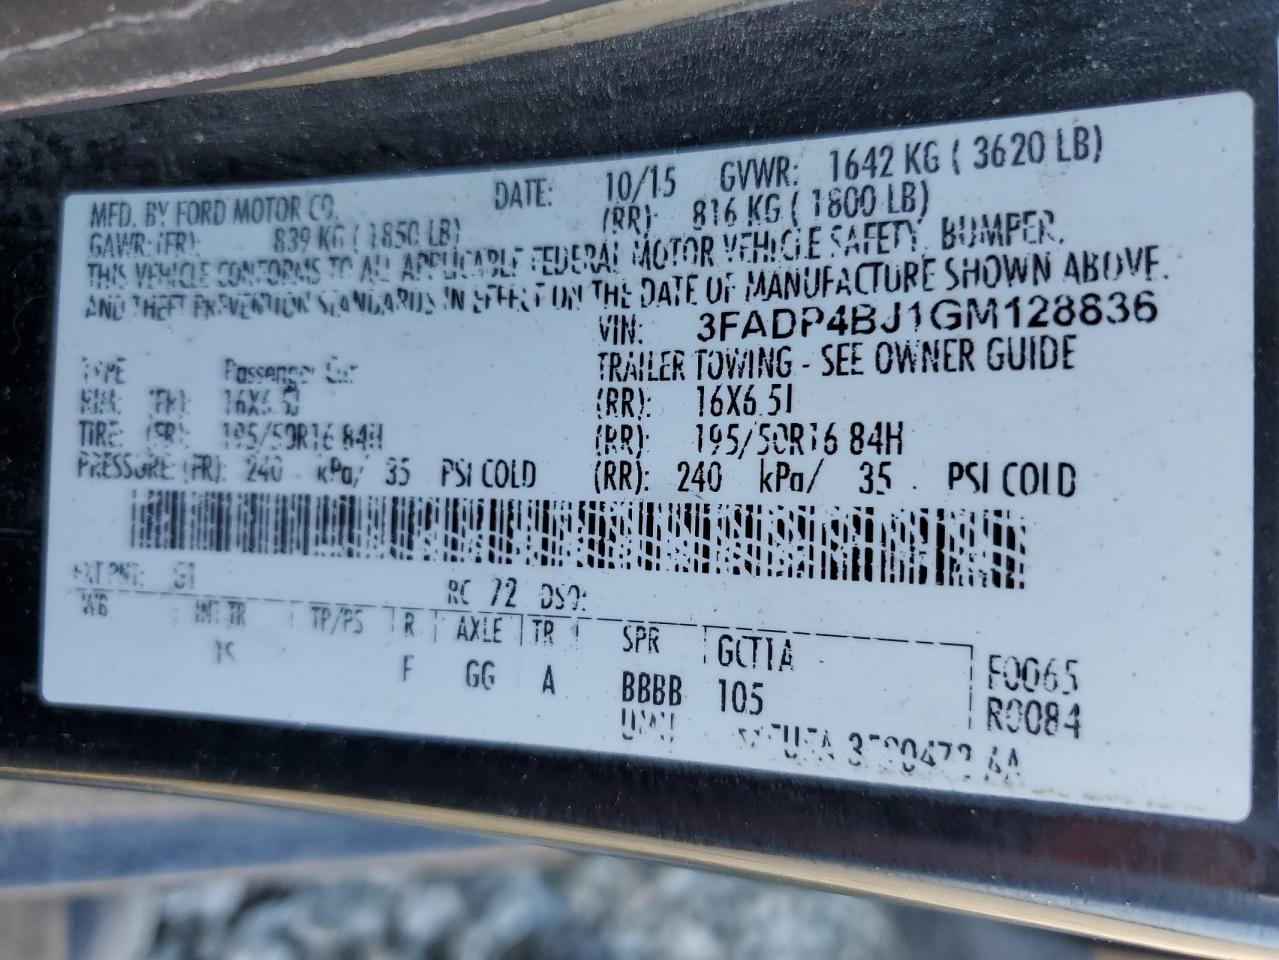 MFD. BY FORD MOTOR CO. DATE: 10/15 GVWR: 1642 KG ( 3620 LB)
GAWR: (FR): 839 KG ( 1850 LB) (RR): 816 KG ( 1800 LB)
THIS VEHICLE CONFORMS TO ALL APPLICABLE FEDERAL MOTOR VEHICLE SAFETY, BUMPER,
AND THEFT PREVENTION STANDARDS IN EFFECT ON THE DATE OF MANUFACTURE SHOWN ABOVE.
VIN: 3FADP4BJ1GM128836
TYPE Passenger Car TRAILER TOWING - SEE OWNER GUIDE
RIM: (FR): 16X6.5J (RR): 16X6.5J
TIRE: (FR): 195/50R16 84H (RR): 195/50R16 84H
PRESSURE: (FR): 240 kPa/ 35 PSI COLD (RR): 240 kPa/ 35 PSI COLD
EXT PNT: G1 RC: 72 DSO:
WB INT TR TP/PS R AXLE TR SPR F0065
F GG A BBBB 105 R0084